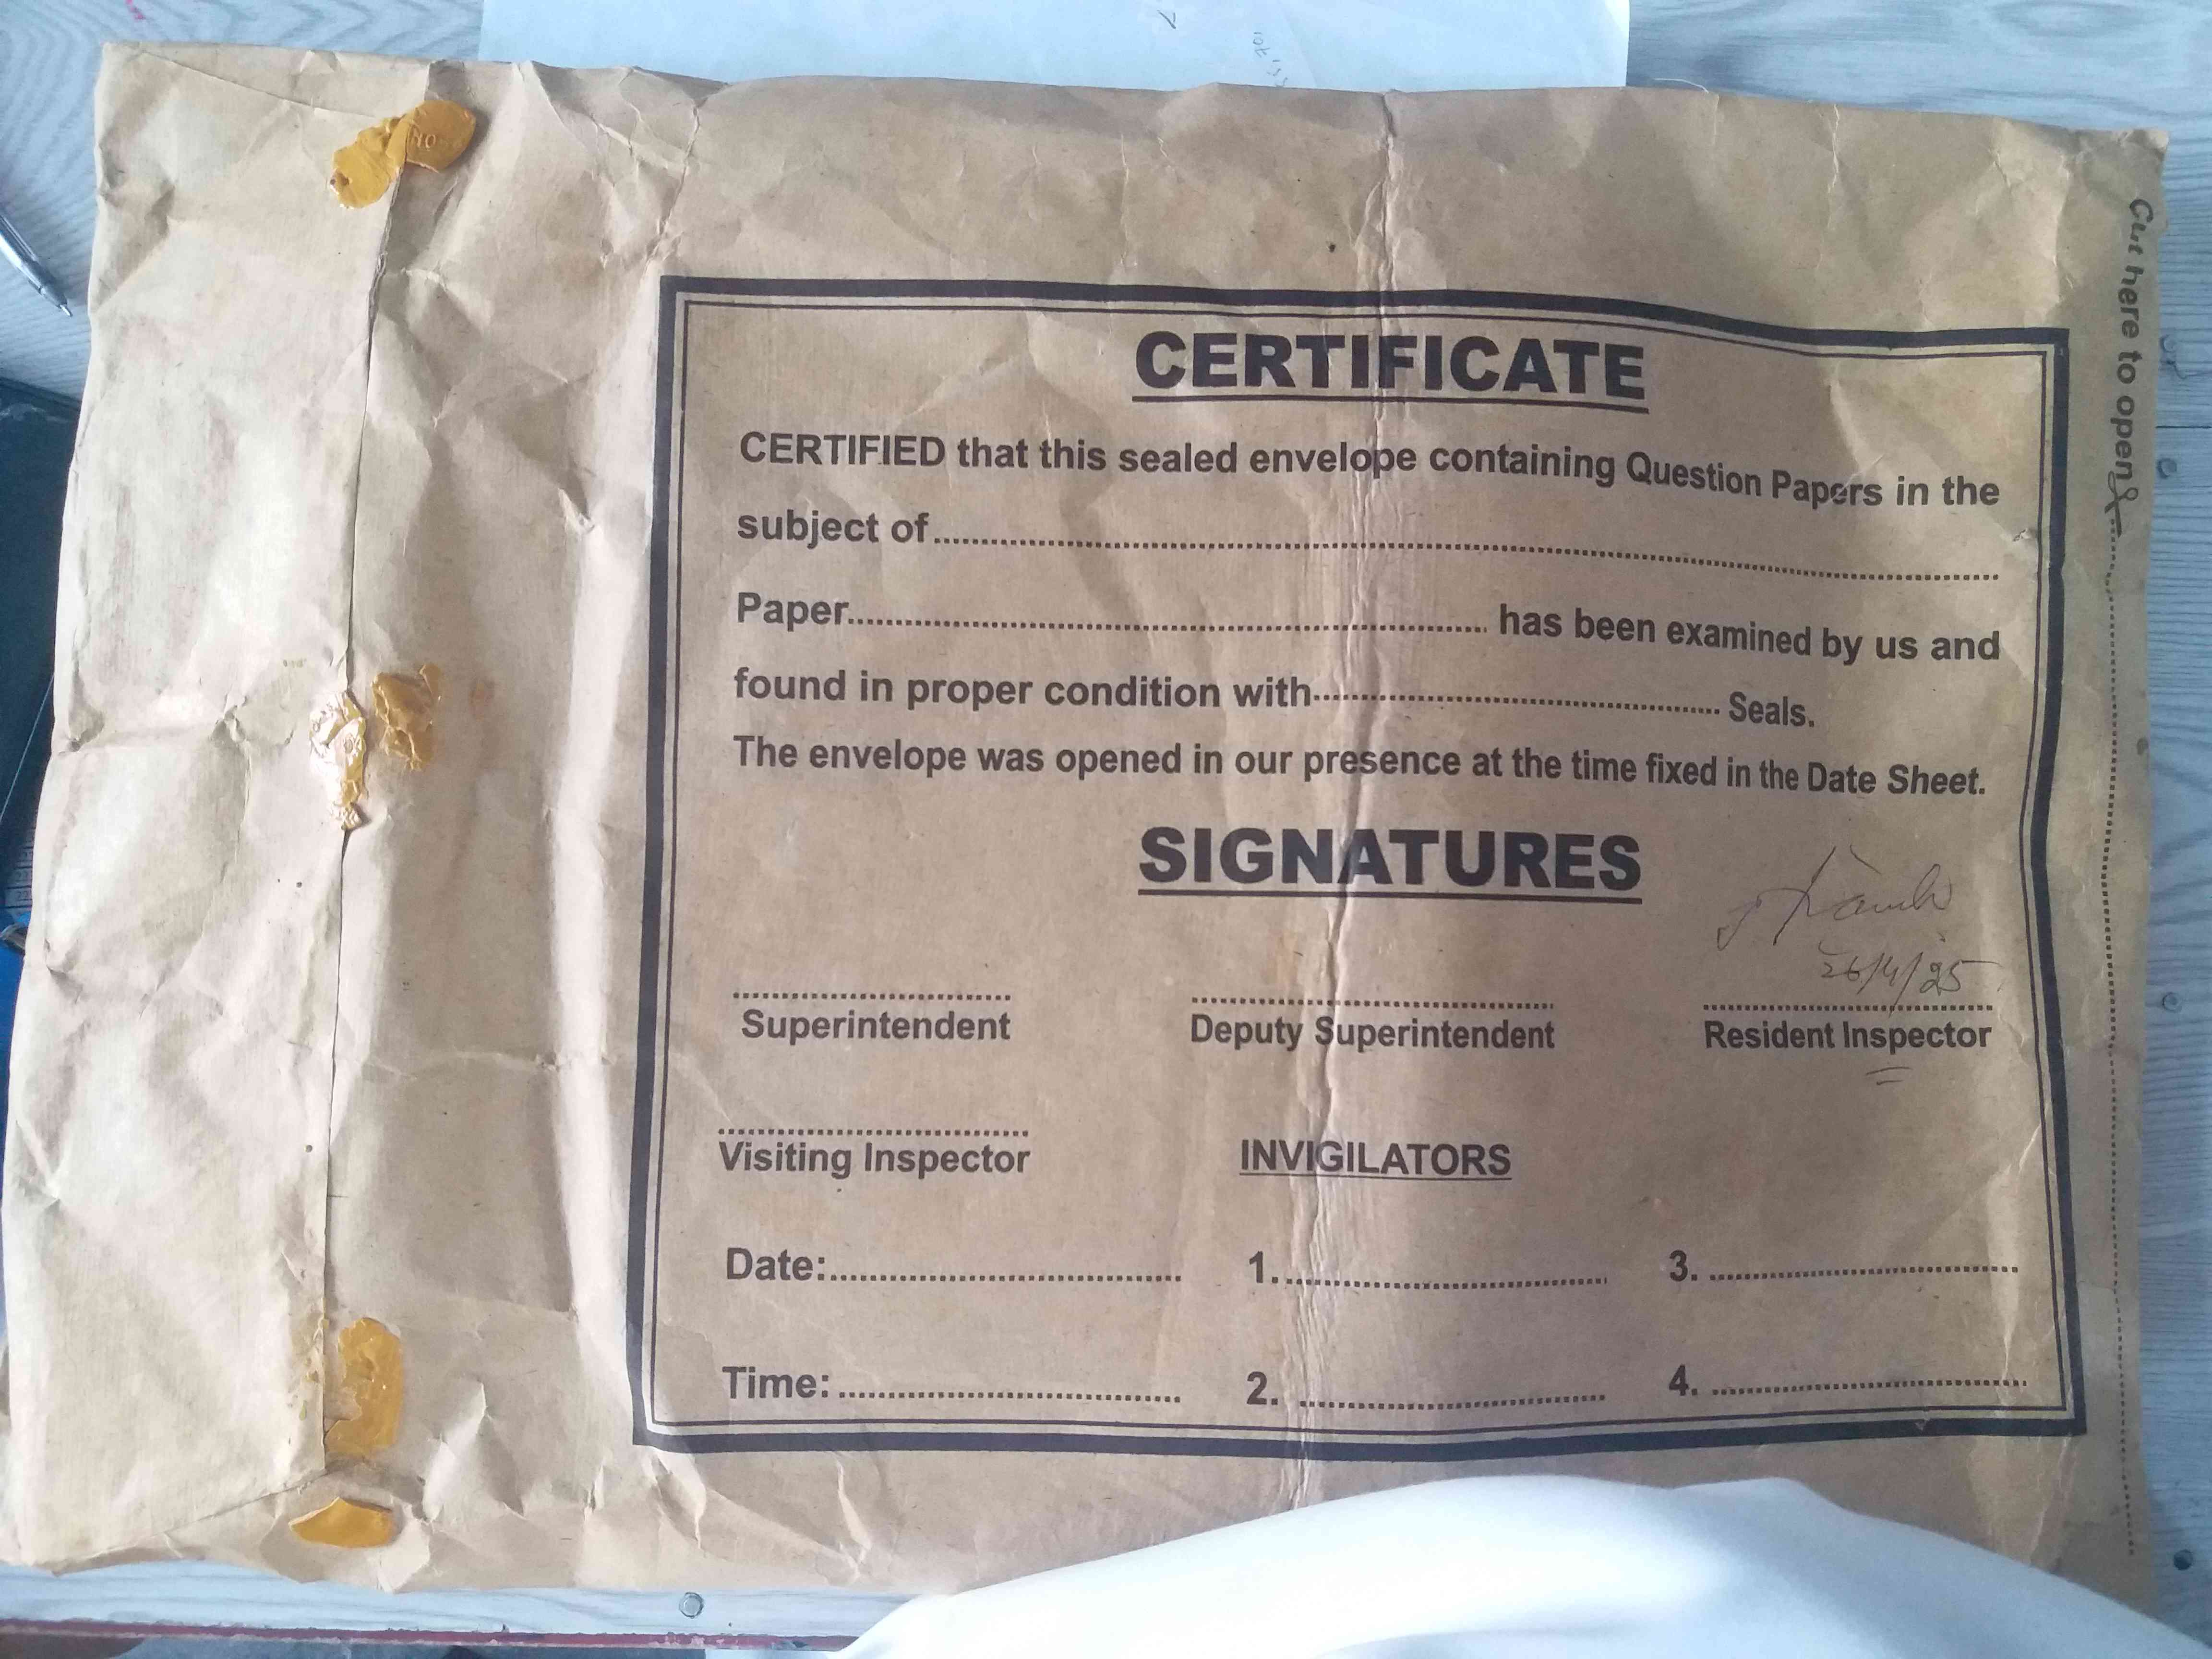 CERTIFICATE
CERTIFIED that this sealed envelope containing Question Papers in the
subject of
Paper has been examined by us and
found in proper condition with Seals.
The envelope was opened in our presence at the time fixed in the Date Sheet.
SIGNATURES
26/4/25
Superintendent Deputy Superintendent Resident Inspector
Visiting Inspector INVIGILATORS
Date: 1. 3.
Time: 2. 4.
Cut here to open